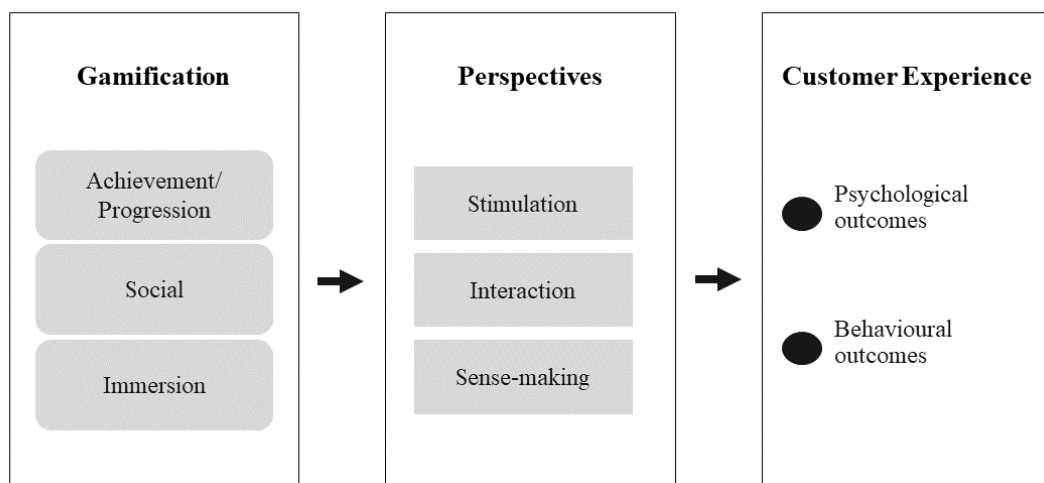 Gamification
Achievement/
Progression
Social
Immersion
Perspectives
Stimulation
Interaction
Sense-making
Customer Experience
Psychological
outcomes
Behavioural
outcomes